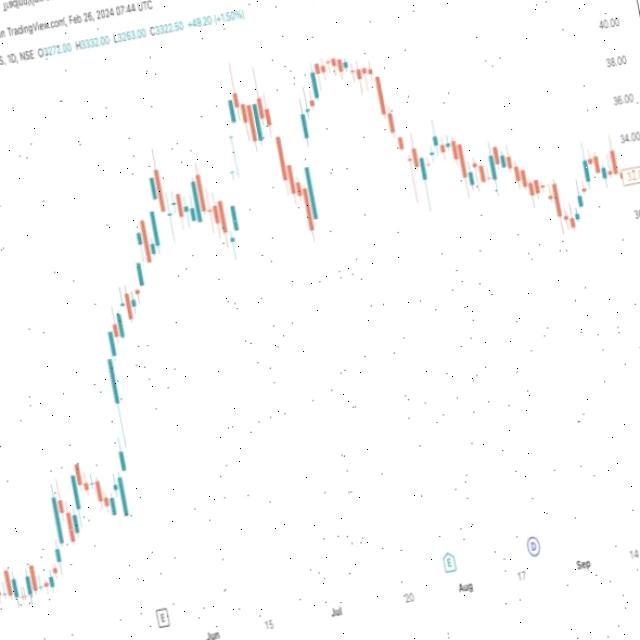 TradingView.com, Feb 26, 2024 07:44 UTC
1D, NSE O3272.00 H3332.00 L3263.00 C3322.50 +49.20 (+1.50%)
40.00
38.00
36.00
34.00
E
D
E
Jun
15
Jul
20
Aug
17
Sep
14